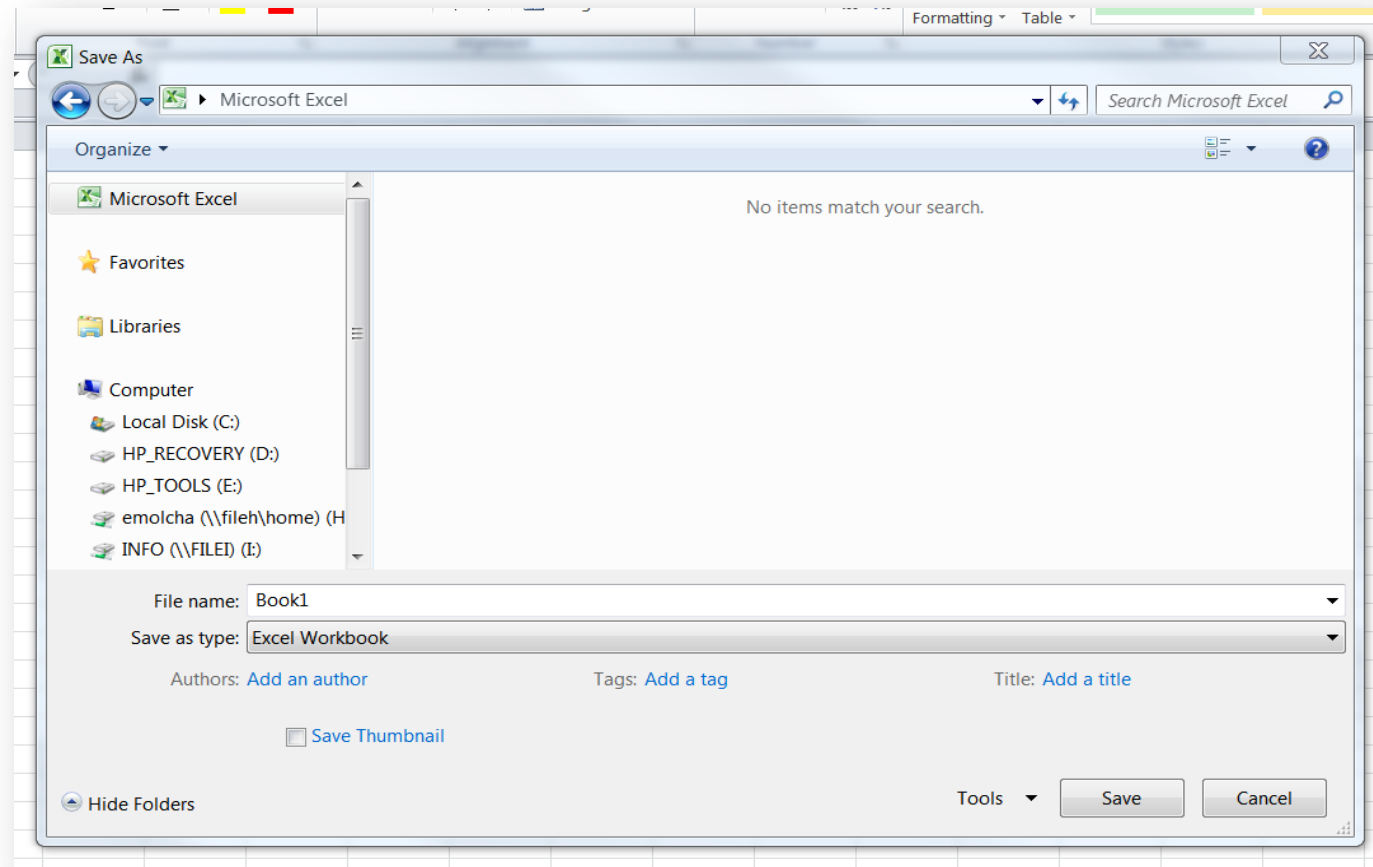 Formatting Table
Save As
Microsoft Excel
Search Microsoft Excel
Organize
Microsoft Excel
No items match your search.
Favorites
Libraries
Computer
Local Disk (C:)
HP_RECOVERY (D:)
HP_TOOLS (E:)
emolcha (\\fileh\home) (H
INFO (\\FILEI) (I:)
File name: Book1
Save as type: Excel Workbook
Authors: Add an author Tags: Add a tag Title: Add a title
Save Thumbnail
Hide Folders Tools Save Cancel